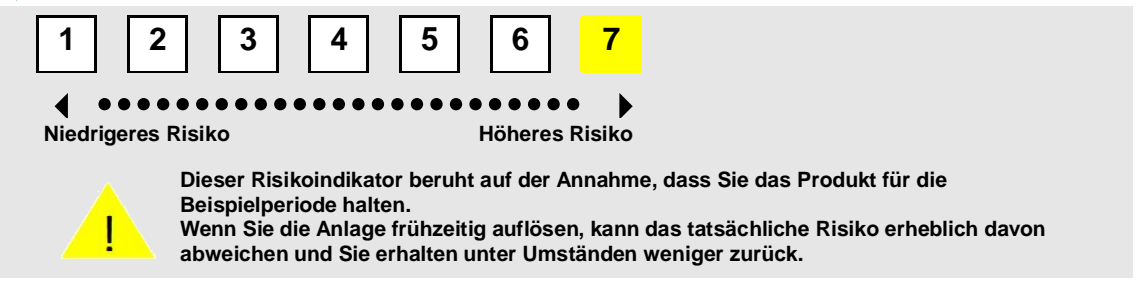 1 2 3 4 5 6 7
Niedrigeres Risiko Höheres Risiko
Dieser Risikoindikator beruht auf der Annahme, dass Sie das Produkt für die
Beispielperiode halten.
Wenn Sie die Anlage frühzeitig auflösen, kann das tatsächliche Risiko erheblich davon
abweichen und Sie erhalten unter Umständen weniger zurück.
!